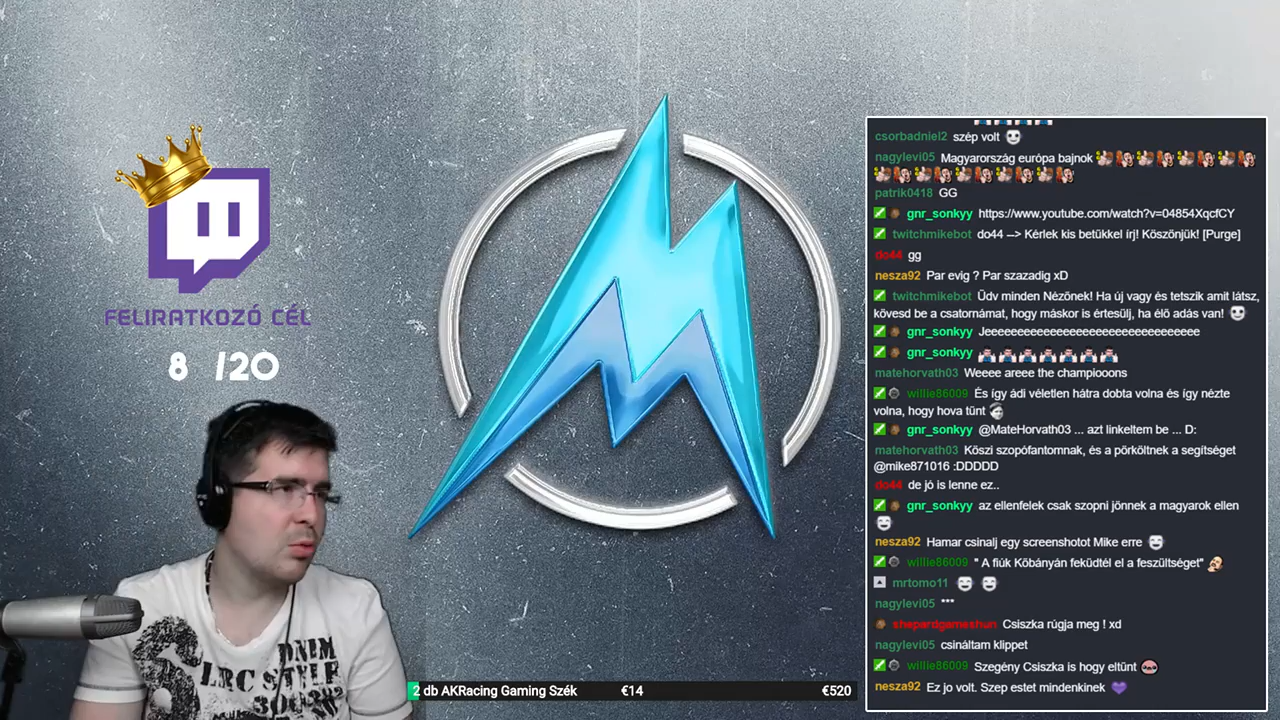 FELIRATKOZÓ CÉL
8 /20
DNIM
LRC STYLE
2 db AKRacing Gaming Szék €14 €520
csorbadniel2 szép volt
nagylevi05 Magyarország európa bajnok
patrik0418 GG
gnr_sonkyy https://www.youtube.com/watch?v=04854XqcfCY
twitchmikebot do44 --> Kérlek kis betükkel írj! Köszönjük! [Purge]
do44 gg
nesza92 Par evig ? Par szazadig xD
twitchmikebot Üdv minden Nézőnek! Ha új vagy és tetszik amit látsz,
kövesd be a csatornámat, hogy máskor is értesülj, ha élő adás van!
gnr_sonkyy Jeeeeeeeeeeeeeeeeeeeeeeeeeeeeeeeee
gnr_sonkyy
matehorvath03 Weeee areee the champiooons
willie86009 És így ádi véletlen hátra dobta volna és így nézte
volna, hogy hova tűnt
gnr_sonkyy @MateHorvath03 ... azt linkeltem be ... D:
matehorvath03 Köszi szopófantomnak, és a pörköltnek a segítséget
@mike871016 :DDDDD
do44 de jó is lenne ez..
gnr_sonkyy az ellenfelek csak szopni jönnek a magyarok ellen
nesza92 Hamar csinalj egy screenshotot Mike erre
willie86009 " A fiúk Kőbányán feküdtél el a feszültséget"
mrtomo11
nagylevi05 ***
shepardgameshun Csiszka rúgja meg ! xd
nagylevi05 csináltam klippet
willie86009 Szegény Csiszka is hogy eltűnt
nesza92 Ez jo volt. Szep estet mindenkinek